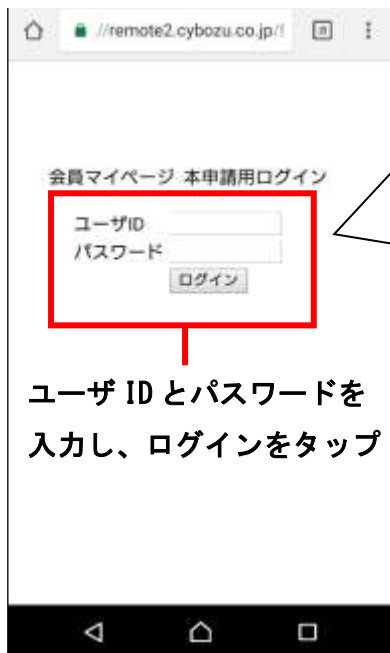 //remote2.cybozu.co.jp/
会員マイページ 本申請用ログイン
ユーザID
パスワード
ログイン
ユーザ ID とパスワードを
入力し、ログインをタップ